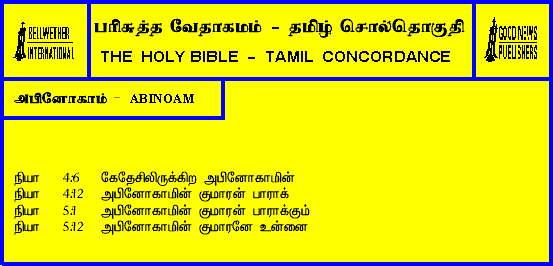 BELLWETHER
INTERNATIONAL
பரிசுத்த வேதாகமம் - தமிழ் சொல்தொகுதி
THE HOLY BIBLE - TAMIL CONCORDANCE
GOOD NEWS
PUBLISHERS
அபினோகாம் - ABINOAM
நியா 4:6 கேதேசிலிருக்கிற அபினோகாமின்
நியா 4:12 அபினோகாமின் குமாரன் பாராக்
நியா 5:1 அபினோகாமின் குமாரன் பாராக்கும்
நியா 5:12 அபினோகாமின் குமாரனே உன்னை